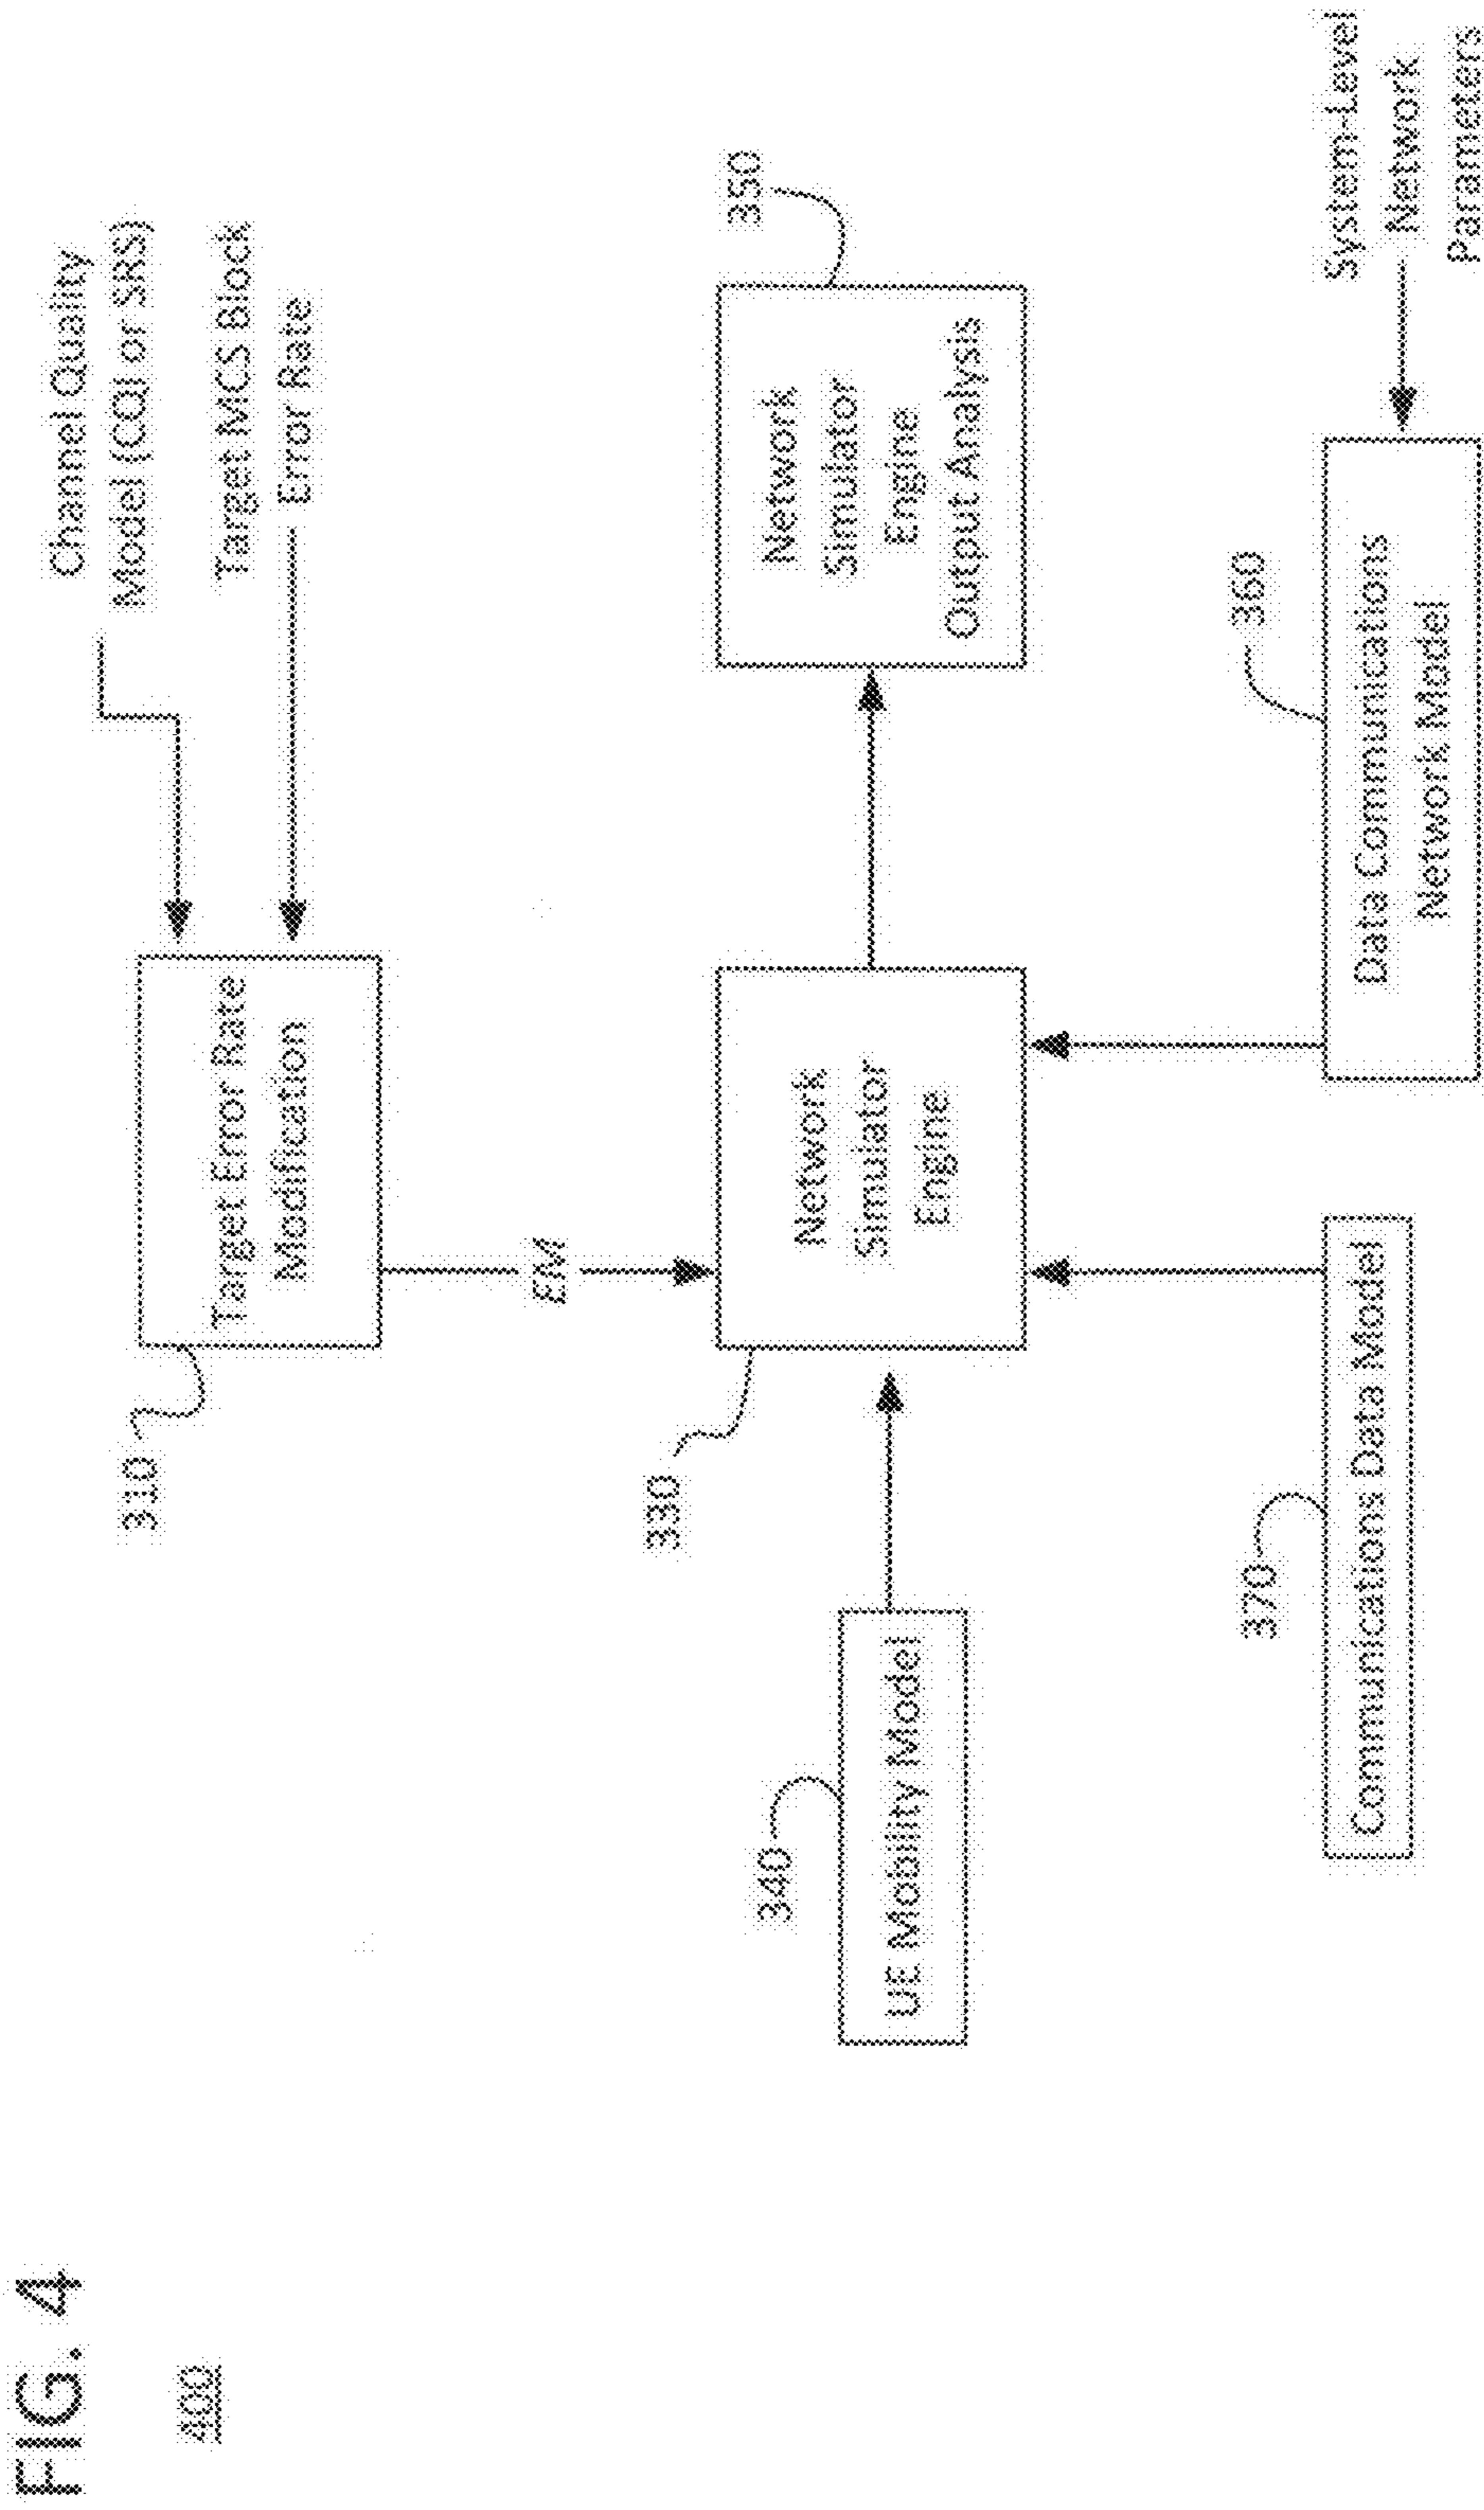 FIG. 4
400
Channel Quality
Model (CQI or SRS)
Target MCS Block
Error Rate
310
Target Error Rate
Modification
EM
330
Network
Simulator
Engine
350
Network
Simulator
Engine
Output Analysis
340
UE Mobility Model
370
Communications Data Model
360
Data Communications
Network Model
System-Level
Network
Parameters